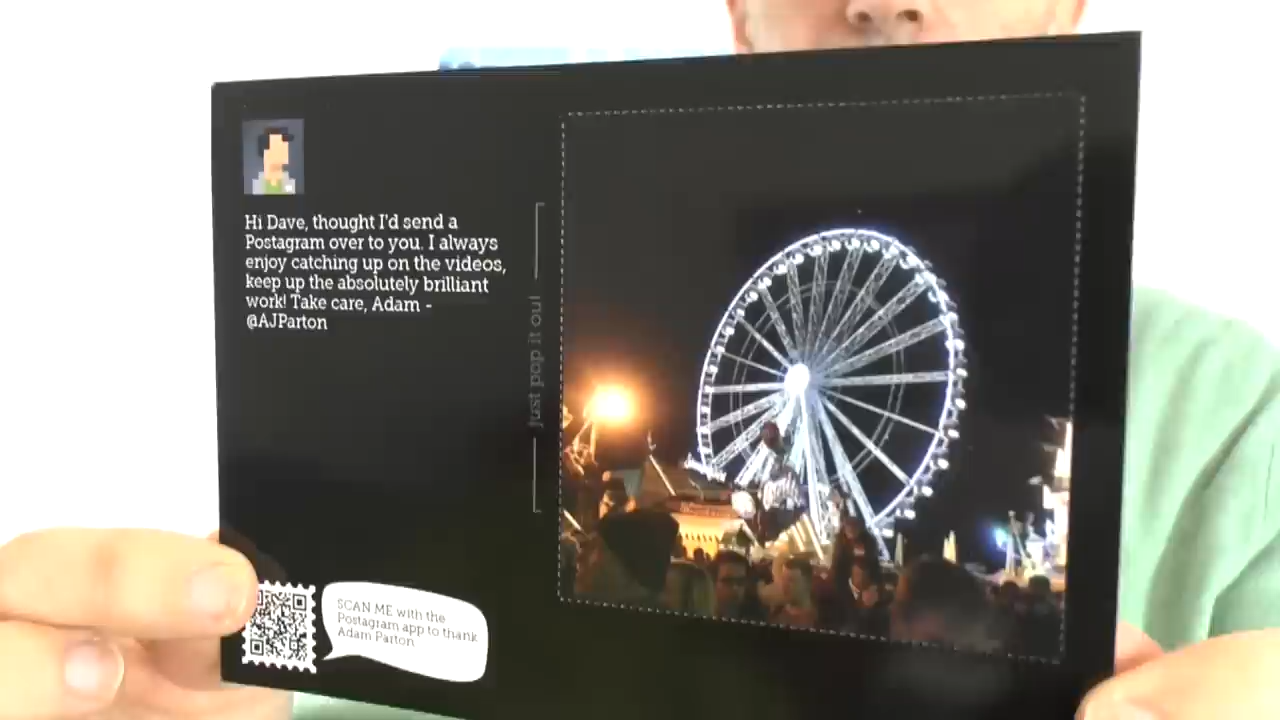 Hi Dave, thought I'd send a
Postagram over to you. I always
enjoy catching up on the videos,
keep up the absolutely brilliant
work! Take care, Adam -
@AJParton
just pop it out
SCAN ME with the
Postagram app to thank
Adam Parton